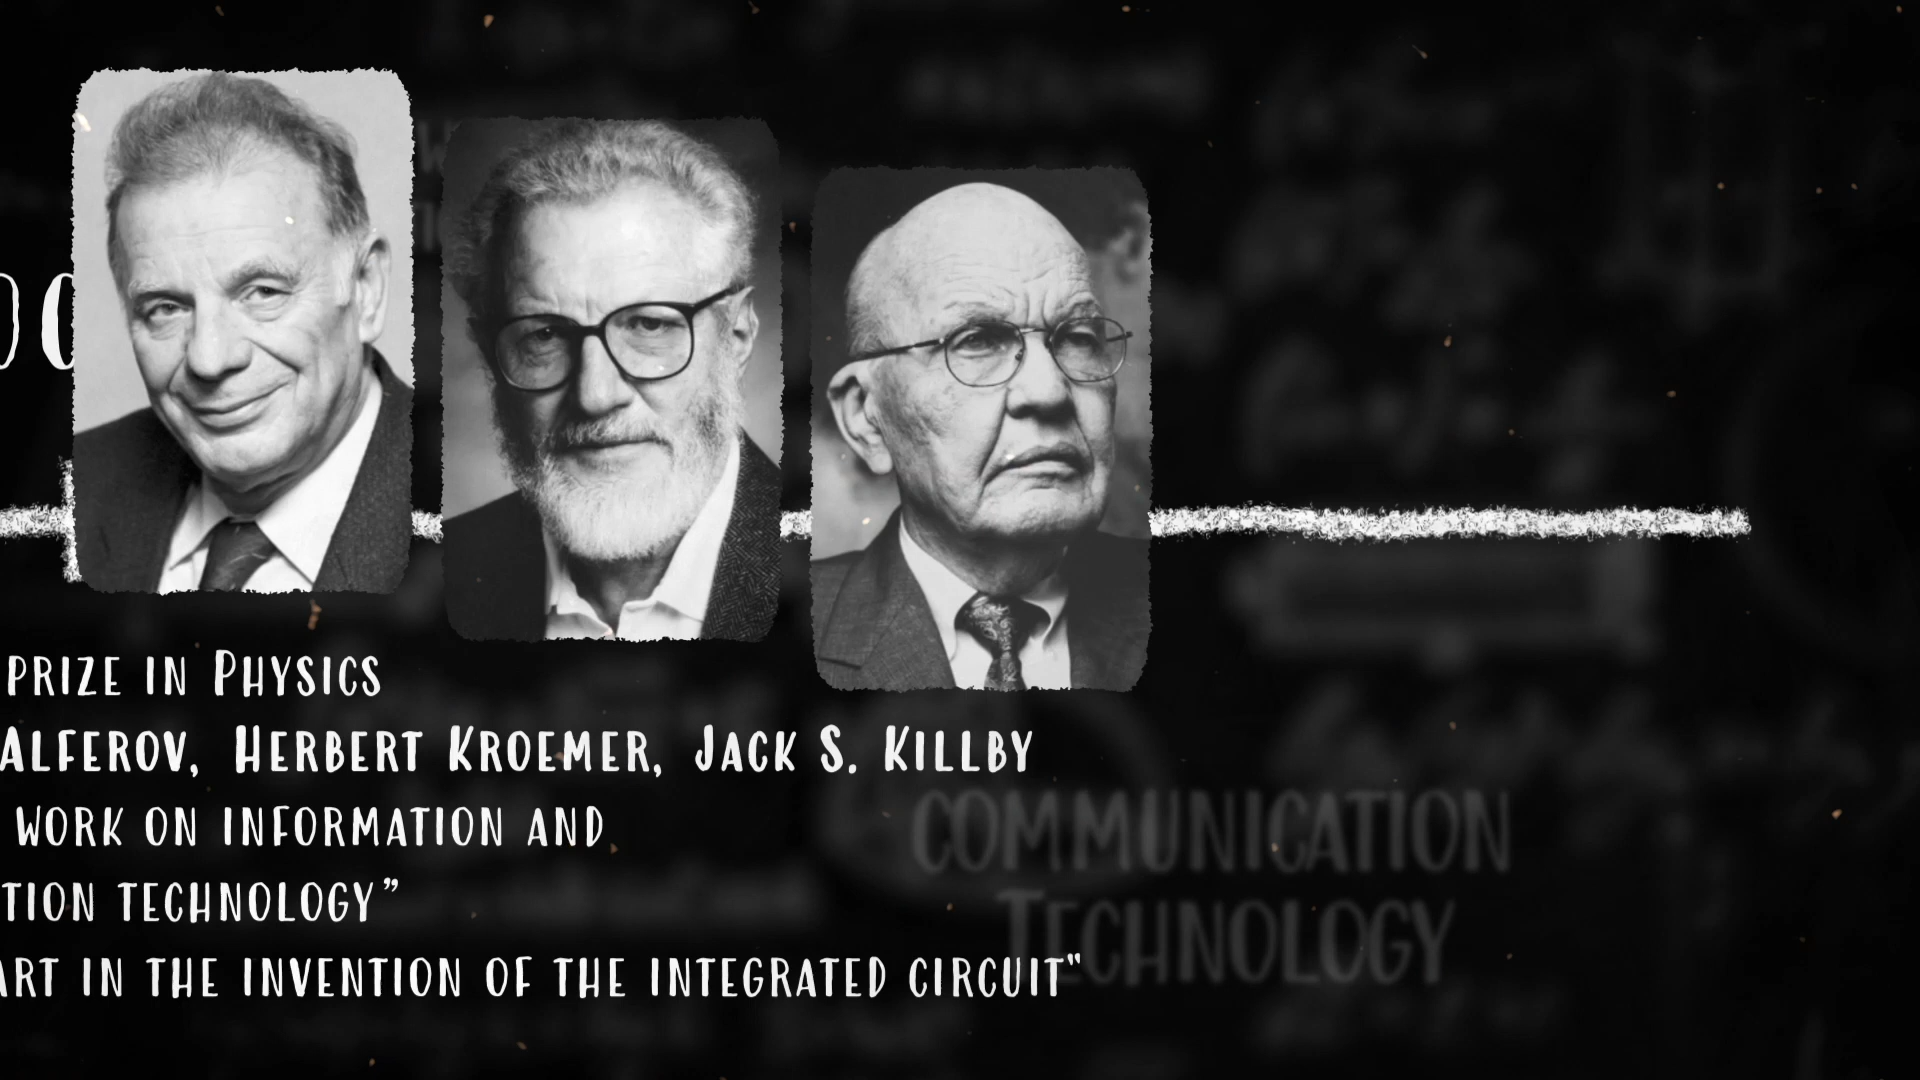 Prize in Physics
Alferov, Herbert Kroemer, Jack S. Killby
work on information and
tion technology”
art in the invention of the integrated circuit"
Communication
Technology